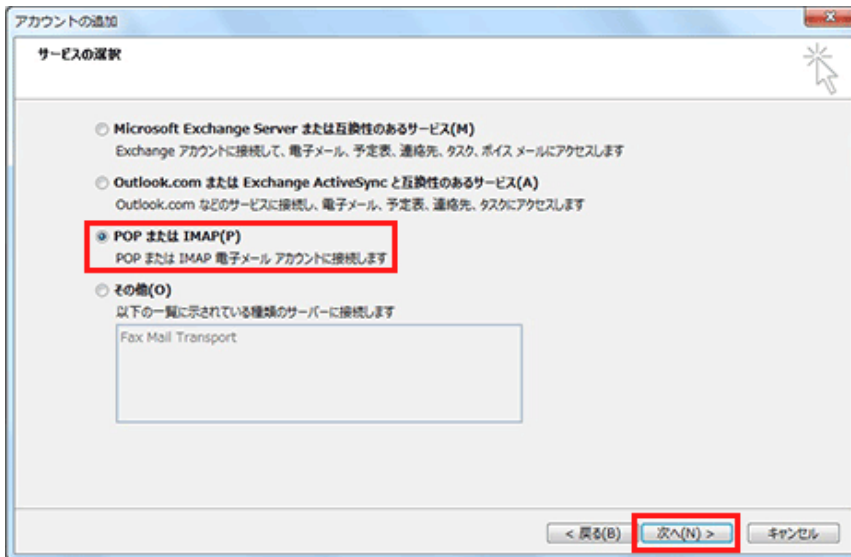 アカウントの追加
サービスの選択
Microsoft Exchange Server または互換性のあるサービス(M)
Exchange アカウントに接続して、電子メール、予定表、連絡先、タスク、ボイス メールにアクセスします
Outlook.com または Exchange ActiveSync と互換性のあるサービス(A)
Outlook.com などのサービスに接続し、電子メール、予定表、連絡先、タスクにアクセスします
POP または IMAP(P)
POP または IMAP 電子メール アカウントに接続します
その他(O)
以下の一覧に示されている種類のサーバーに接続します
Fax Mail Transport
< 戻る(B) 次へ(N) > キャンセル